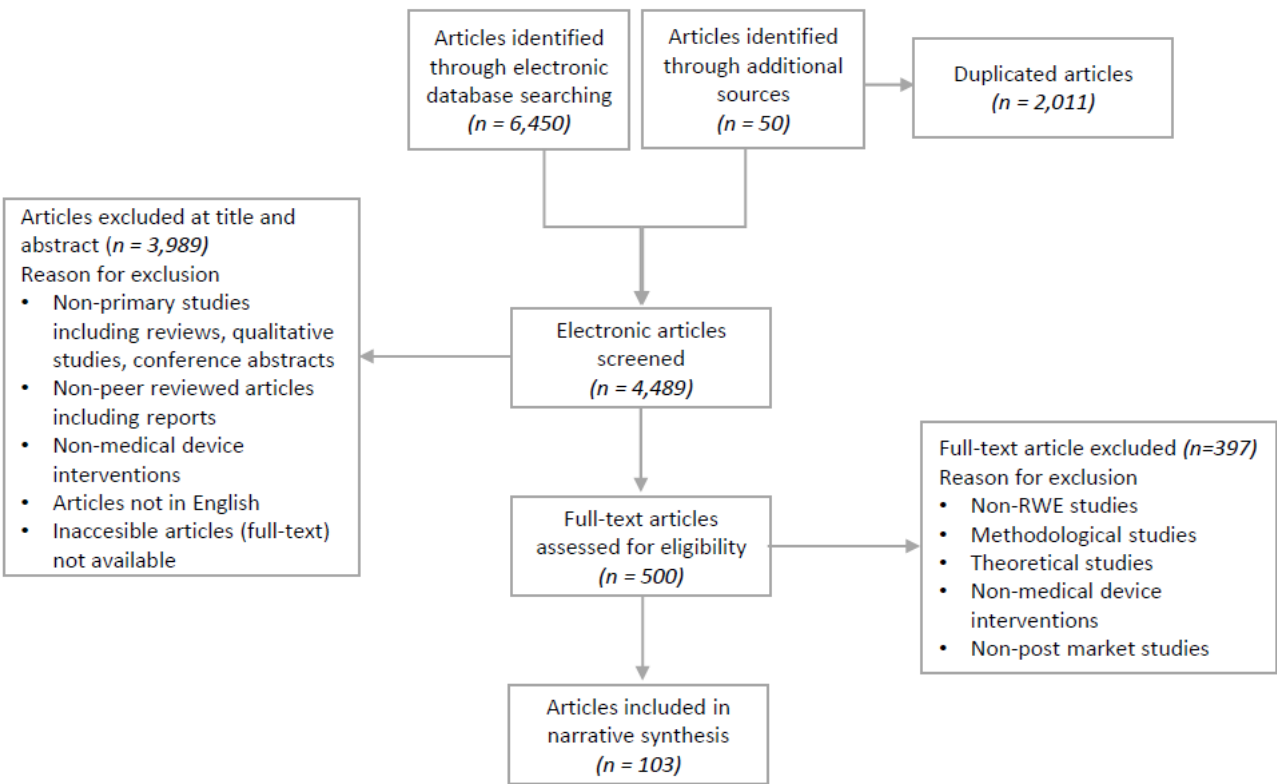 Articles identified
through electronic
database searching
(n = 6,450)
Articles identified
through additional
sources
(n = 50)
Duplicated articles
(n = 2,011)
Articles excluded at title and
abstract (n = 3,989)
Reason for exclusion
• Non-primary studies
including reviews, qualitative
studies, conference abstracts
• Non-peer reviewed articles
including reports
• Non-medical device
interventions
• Articles not in English
• Inaccesible articles (full-text)
not available
Electronic articles
screened
(n = 4,489)
Full-text articles
assessed for eligibility
(n = 500)
Full-text article excluded (n=397)
Reason for exclusion
• Non-RWE studies
• Methodological studies
• Theoretical studies
• Non-medical device
interventions
• Non-post market studies
Articles included in
narrative synthesis
(n = 103)